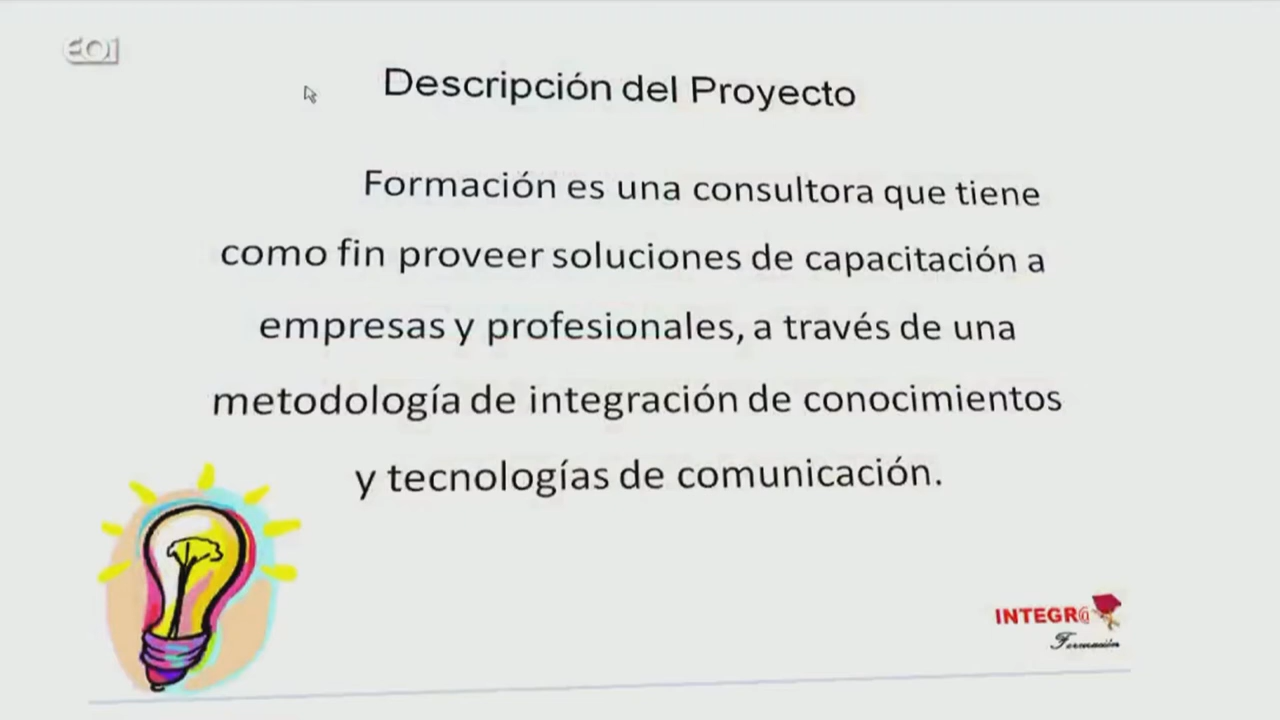 EOI
Descripción del Proyecto
Formación es una consultora que tiene
como fin proveer soluciones de capacitación a
empresas y profesionales, a través de una
metodología de integración de conocimientos
y tecnologías de comunicación.
INTEGR@
Formación